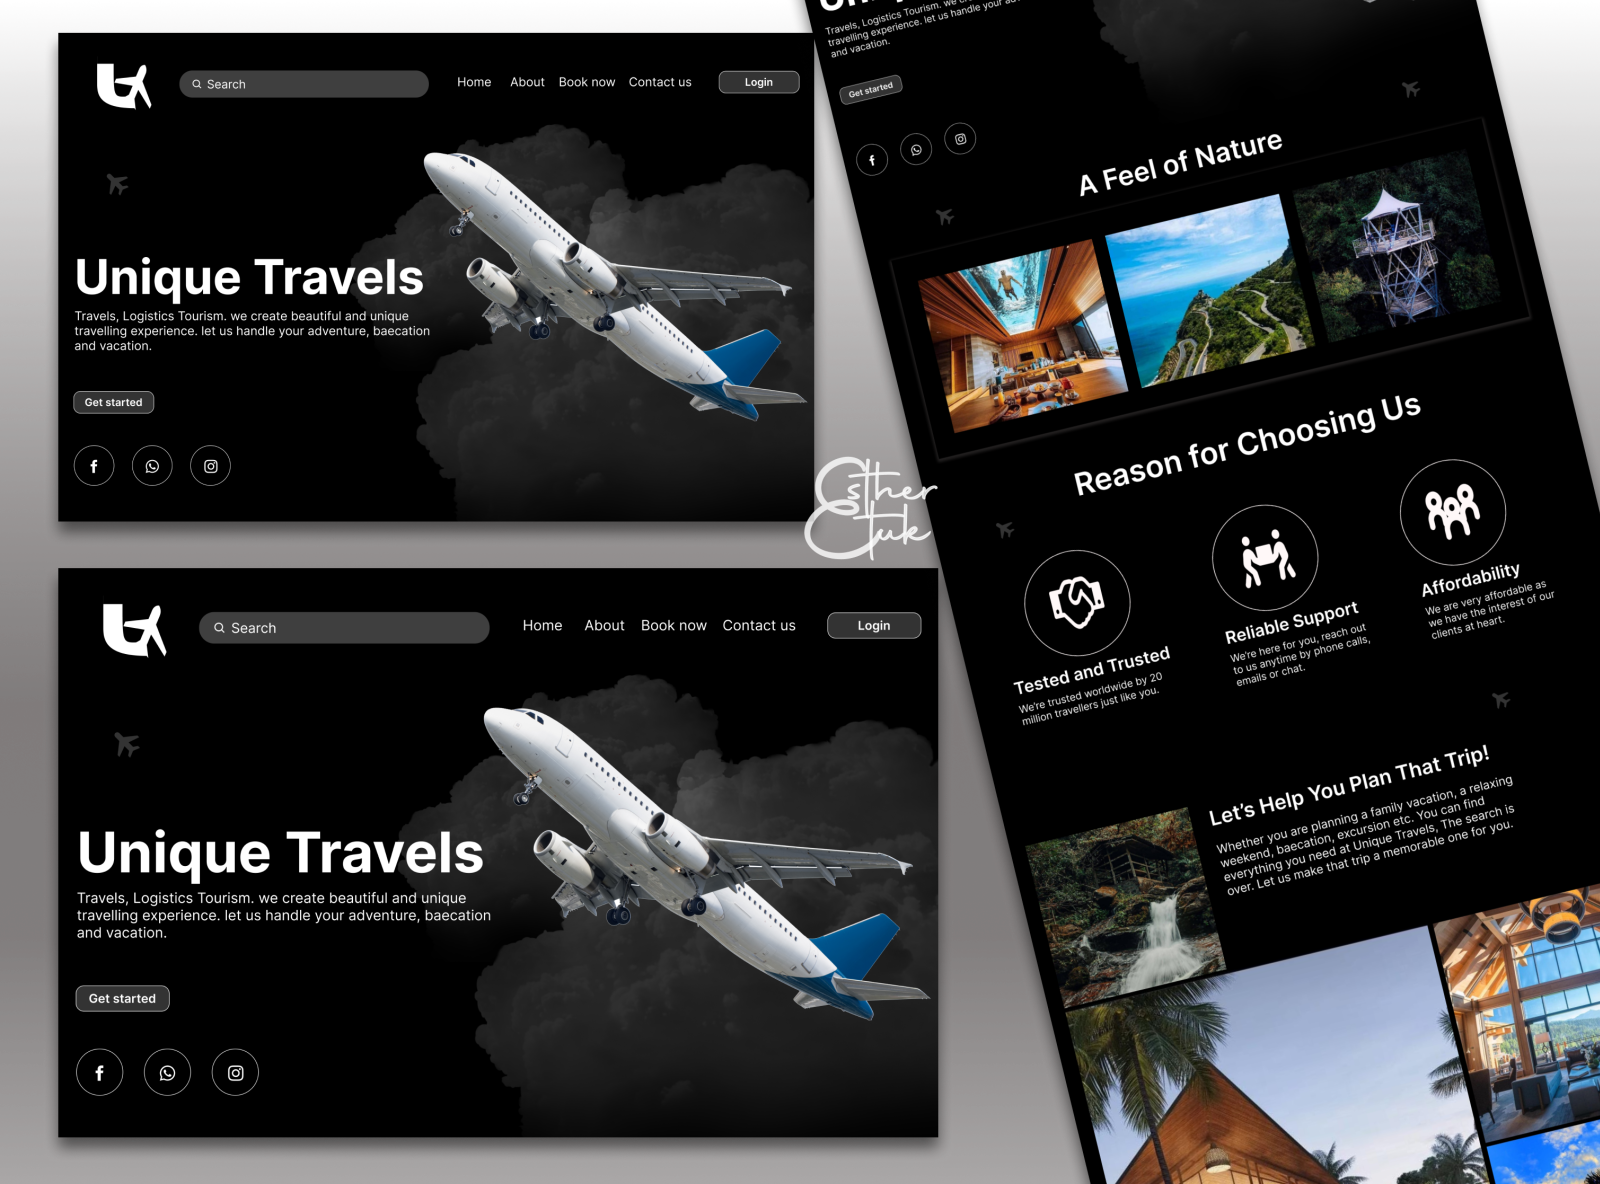 Search
Home
About
Book now
Contact us
Login
Unique Travels
Travels, Logistics Tourism. we create beautiful and unique
travelling experience. let us handle your adventure, baecation
and vacation.
Get started
Search
Home
About
Book now
Contact us
Login
Unique Travels
Travels, Logistics Tourism. we create beautiful and unique
travelling experience. let us handle your adventure, baecation
and vacation.
Get started
Esther
Etuk
Travels, Logistics Tourism. we
travelling experience. let us handle your
and vacation.
Get started
A Feel of Nature
Reason for Choosing Us
Tested and Trusted
We're trusted worldwide by 20
million travellers just like you.
Reliable Support
We're here for you, reach out
to us anytime by phone calls,
emails or chat.
Affordability
We are very affordable as
we have the interest of our
clients at heart.
Let's Help You Plan That Trip!
Whether you are planning a family vacation, a relaxing
weekend, baecation, excursion etc. You can find
everything you need at Unique Travels, The search is
over. Let us make that trip a memorable one for you.